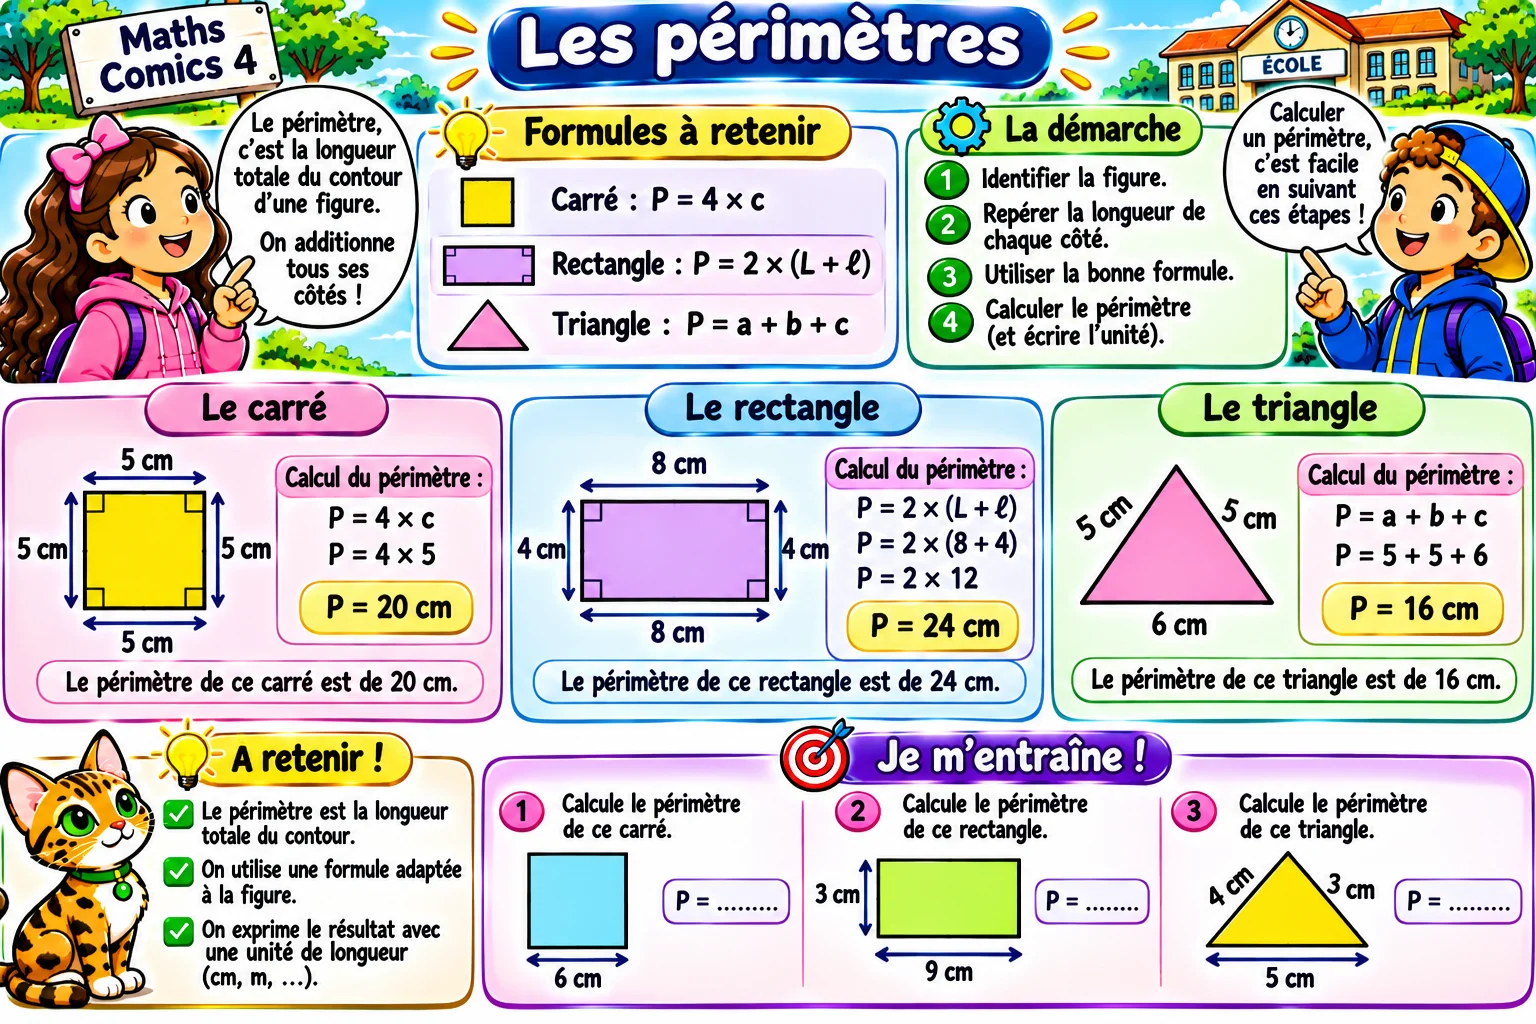 Maths
Comics 4
Les périmètres
ÉCOLE
Le périmètre,
c'est la longueur
totale du contour
d'une figure.
On additionne
tous ses
côtés !
Formules à retenir
Carré : P = 4 × c
Rectangle : P = 2 × (L + ℓ)
Triangle : P = a + b + c
La démarche
1 Identifier la figure.
2 Repérer la longueur de
chaque côté.
3 Utiliser la bonne formule.
4 Calculer le périmètre
(et écrire l'unité).
Calculer
un périmètre,
c'est facile
en suivant
ces étapes !
Le carré
5 cm
5 cm
5 cm
5 cm
Calcul du périmètre :
P = 4 × c
P = 4 × 5
P = 20 cm
Le périmètre de ce carré est de 20 cm.
Le rectangle
8 cm
4 cm
4 cm
8 cm
Calcul du périmètre :
P = 2 × (L + ℓ)
P = 2 × (8 + 4)
P = 2 × 12
P = 24 cm
Le périmètre de ce rectangle est de 24 cm.
Le triangle
5 cm
5 cm
6 cm
Calcul du périmètre :
P = a + b + c
P = 5 + 5 + 6
P = 16 cm
Le périmètre de ce triangle est de 16 cm.
A retenir !
Le périmètre est la longueur
totale du contour.
On utilise une formule adaptée
à la figure.
On exprime le résultat avec
une unité de longueur
(cm, m, ...).
Je m'entraîne !
1 Calcule le périmètre
de ce carré.
P = .........
6 cm
2 Calcule le périmètre
de ce rectangle.
3 cm
P = ........
9 cm
3 Calcule le périmètre
de ce triangle.
4 cm
3 cm
P = .........
5 cm